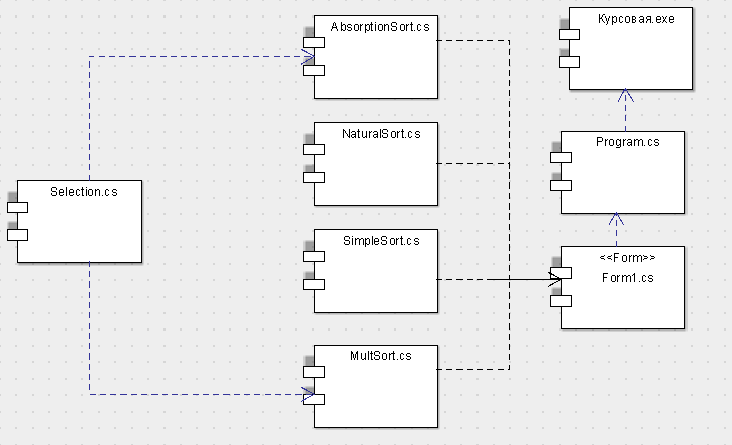 AbsorptionSort.cs
Курсовая.exe
NaturalSort.cs
Program.cs
Selection.cs
SimpleSort.cs
<<Form>>
Form1.cs
MultSort.cs